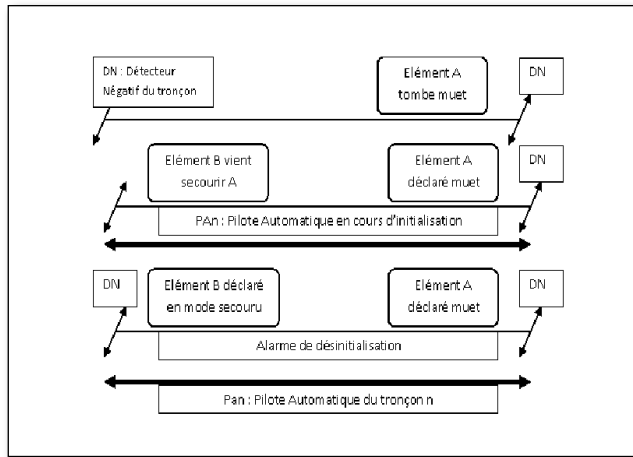 DN : Détecteur
Négatif du tronçon
Elément A
tombe muet
DN
Elément B vient
secourir A
Elément A
déclaré muet
DN
PAn : Pilote Automatique en cours d'initialisation
DN
Elément B déclaré
en mode secouru
Elément A
déclaré muet
DN
Alarme de désinitialisation
Pan : Pilote Automatique du tronçon n